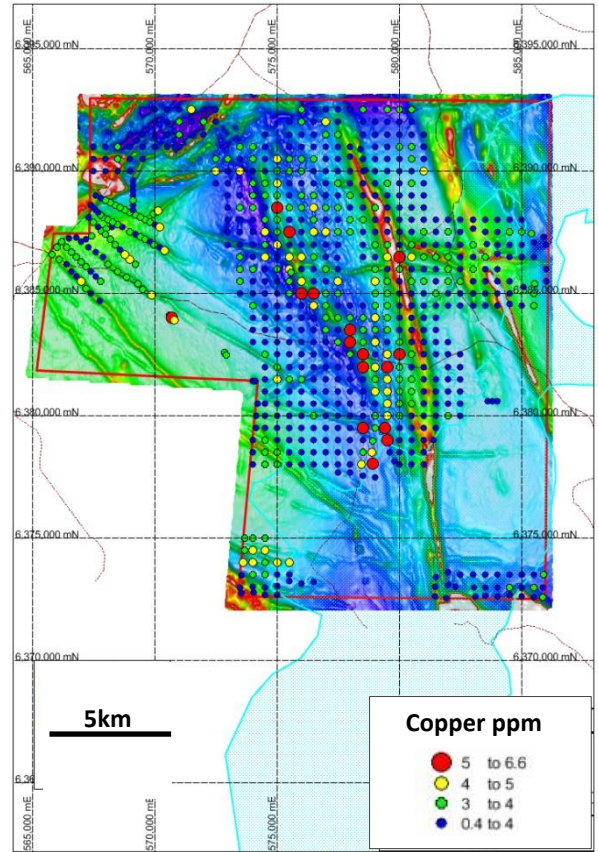 565,000 mE
570,000 mE
575,000 mE
580,000 mE
585,000 mE
6,395,000 mN
6,395,000 mN
6,390,000 mN
6,390,000 mN
6,385,000 mN
6,385,000 mN
6,380,000 mN
6,380,000 mN
6,375,000 mN
6,375,000 mN
6,370,000 mN
6,370,000 mN
5km
Copper ppm
5 to 6.6
4 to 5
3 to 4
0.4 to 4
565,000 mE
570,000 mE
575,000 mE